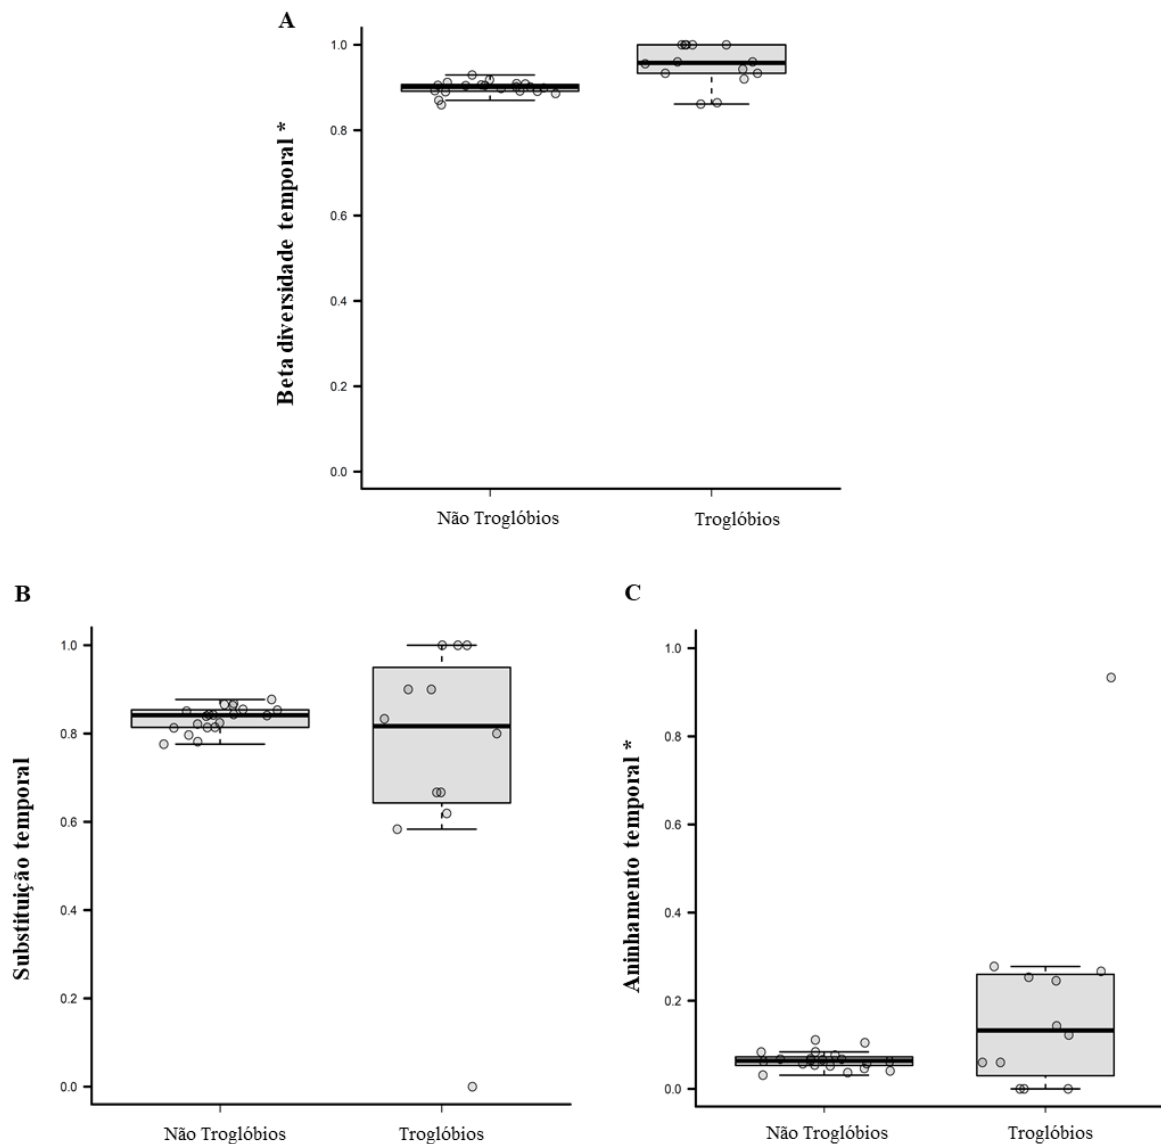 A
Beta diversidade temporal *
1.0
0.8
0.6
0.4
0.2
0.0
Não Troglóbios
Troglóbios
B
Substituição temporal
1.0
0.8
0.6
0.4
0.2
0.0
Não Troglóbios
Troglóbios
C
Aninhamento temporal *
1.0
0.8
0.6
0.4
0.2
0.0
Não Troglóbios
Troglóbios